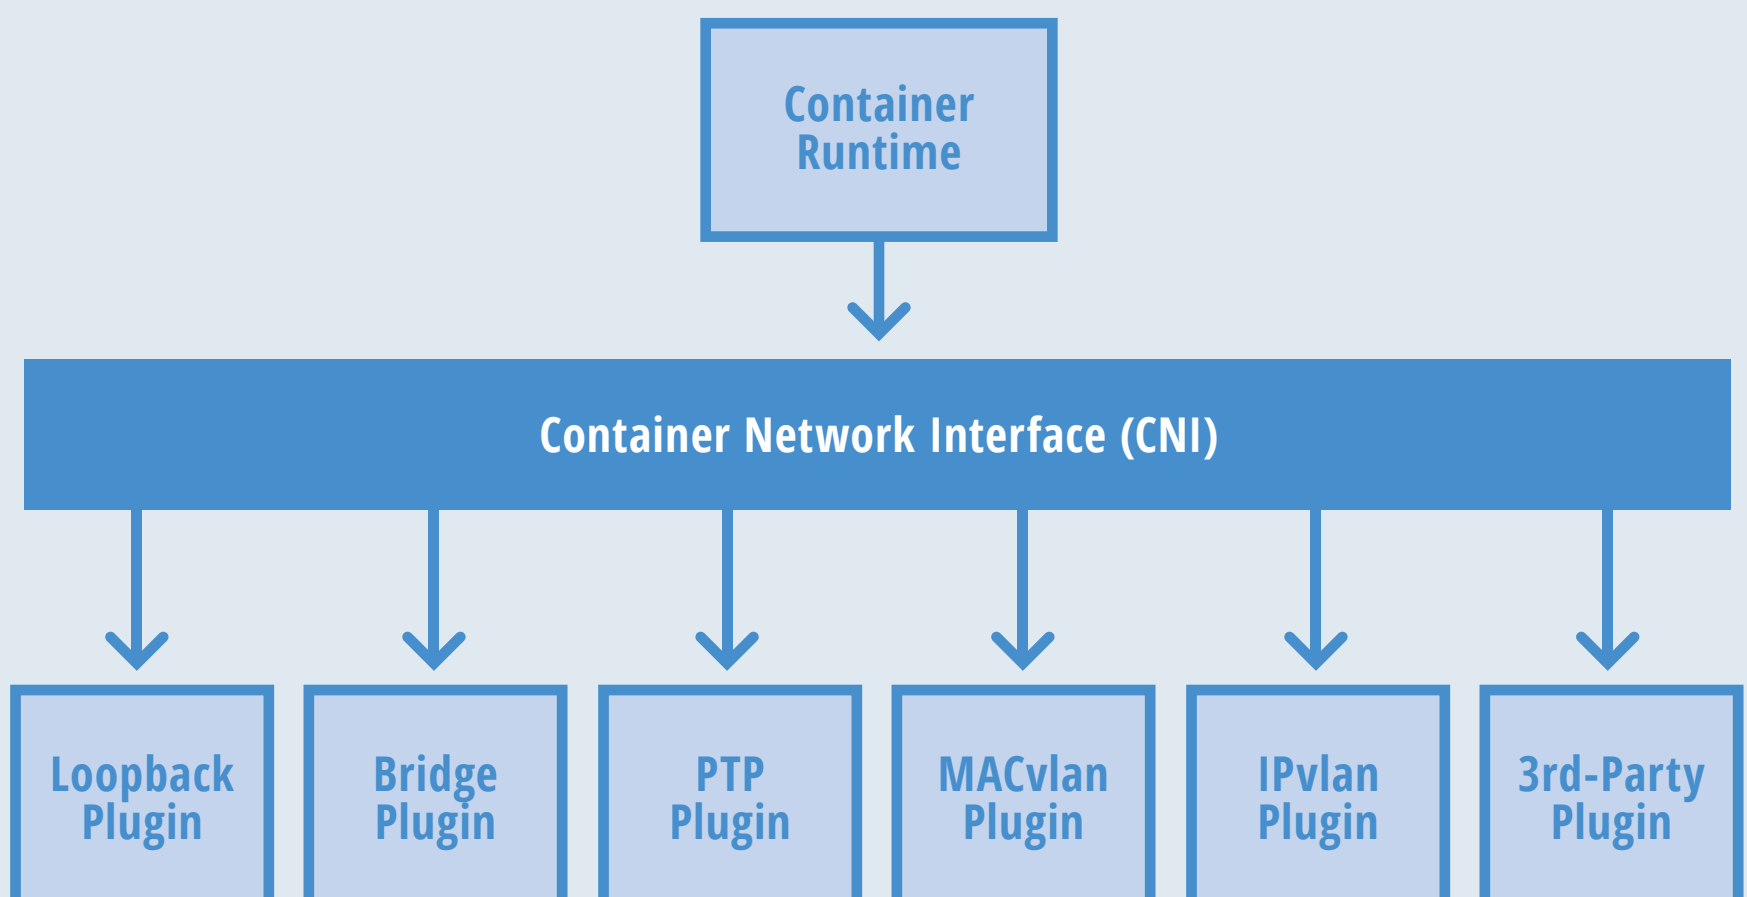 Container
Runtime
Container Network Interface (CNI)
Loopback
Plugin
Bridge
Plugin
PTP
Plugin
MACvlan
Plugin
IPvlan
Plugin
3rd-Party
Plugin